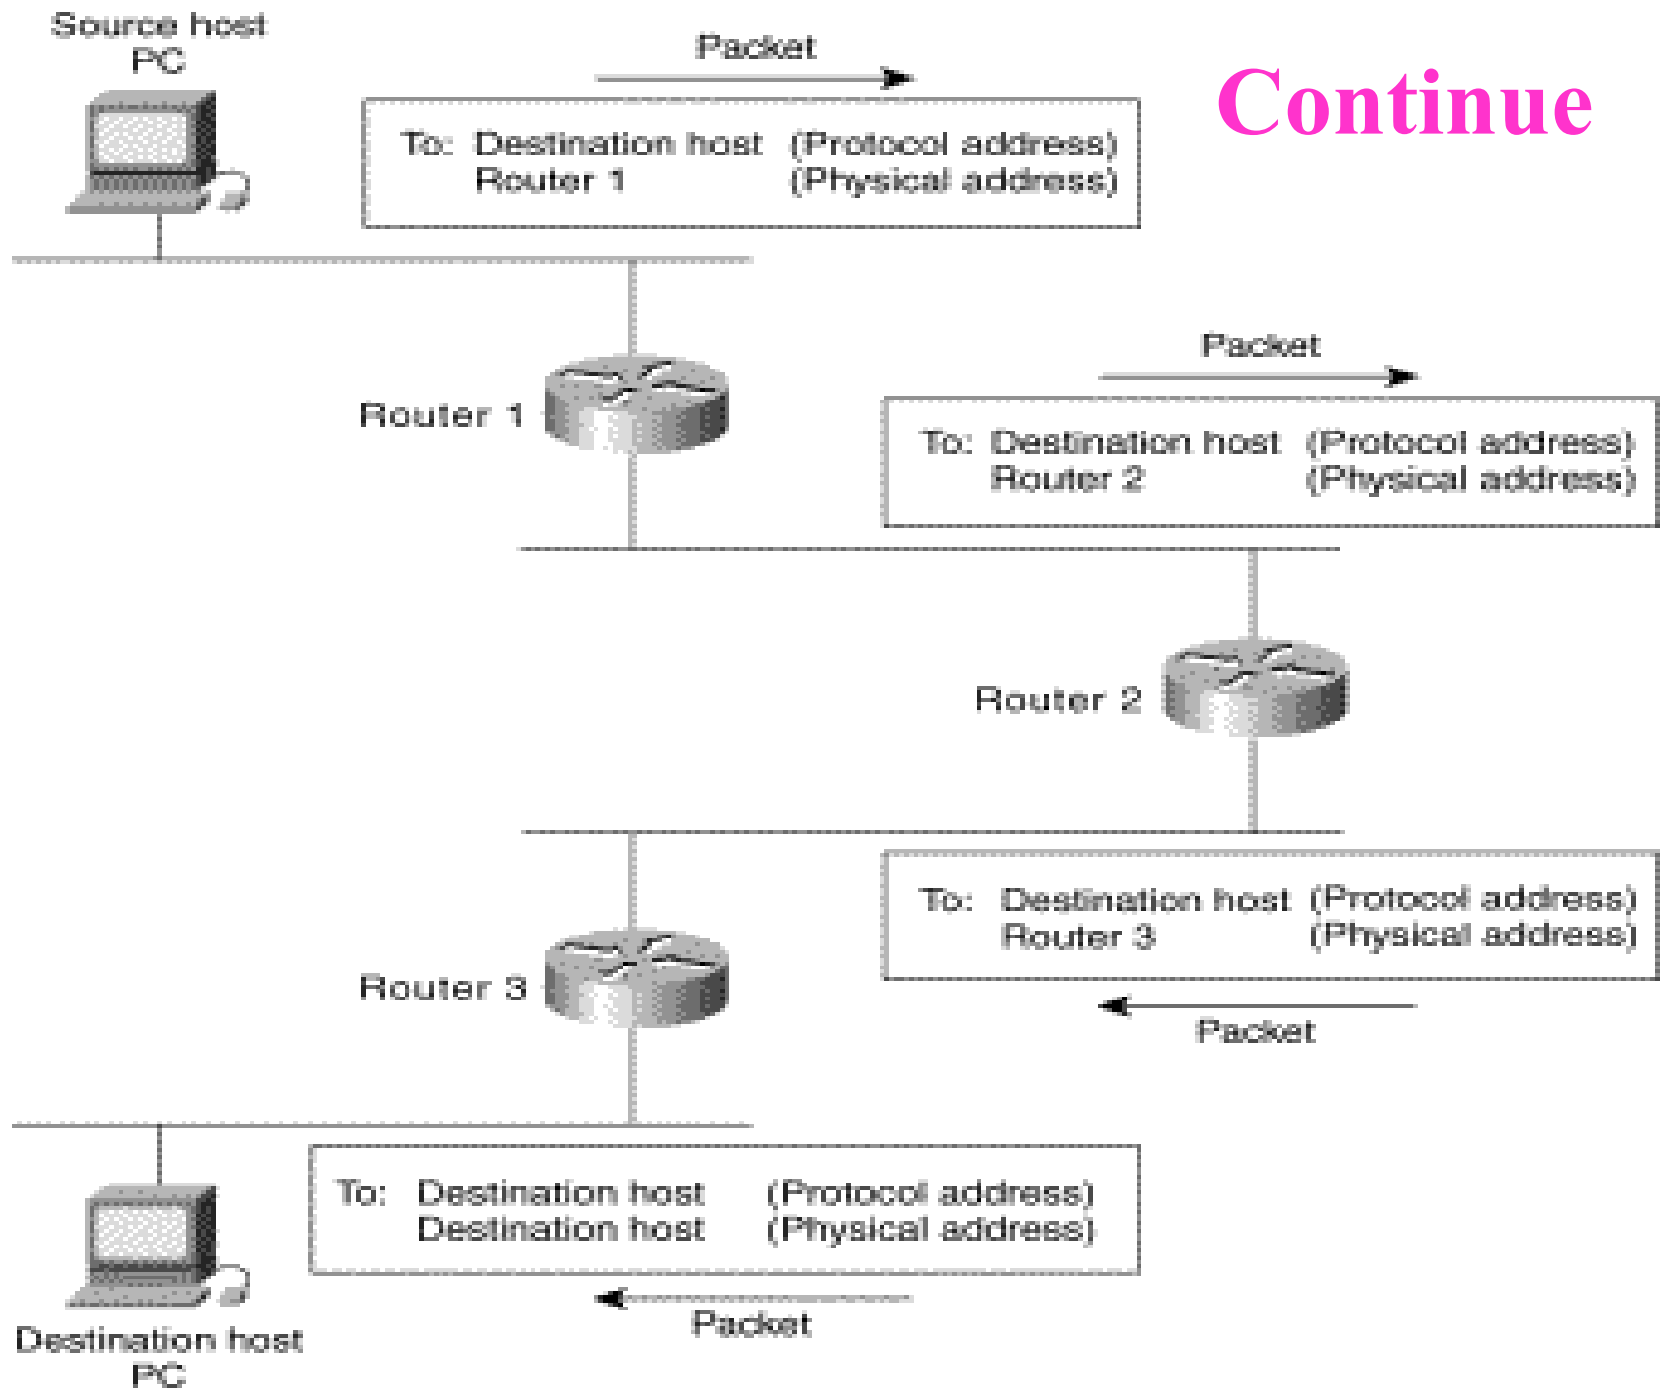 Source host
PC
Packet
Continue
To: Destination host (Protocol address)
Router 1 (Physical address)
Packet
Router 1
To: Destination host (Protocol address)
Router 2 (Physical address)
Router 2
To: Destination host (Protocol address)
Router 3 (Physical address)
Router 3
Packet
To: Destination host (Protocol address)
Destination host (Physical address)
Packet
Destination host
PC